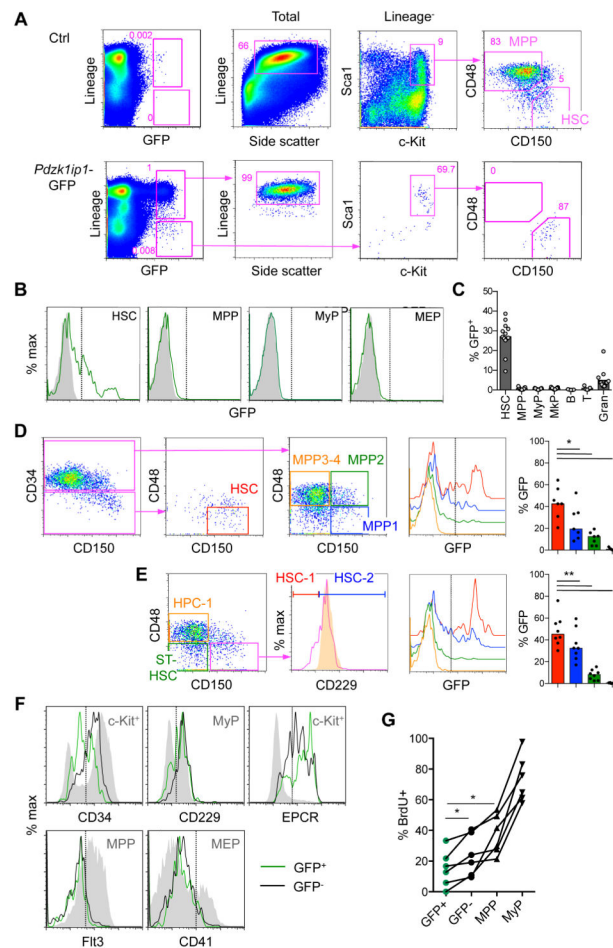 A
Ctrl
0.002
0
Lineage
GFP
Total
66
Lineage
Side scatter
Lineage-
9
Sca1
c-Kit
83
MPP
5
HSC
CD48
CD150
Pdzk1ip1-
GFP
1
0.008
Lineage
GFP
99
Lineage
Side scatter
69.7
Sca1
c-Kit
0
87
CD48
CD150
B
% max
HSC
MPP
MyP
MEP
GFP
C
% GFP+
50
40
30
20
10
0
HSC
MPP
MyP
MkP
B
T
Gran
D
CD34
CD150
CD48
HSC
CD150
MPP3-4
MPP2
MPP1
CD48
CD150
GFP
% GFP
100
80
60
40
20
0
*
E
HPC-1
ST-
HSC
CD48
CD150
HSC-1
HSC-2
% max
CD229
GFP
% GFP
100
80
60
40
20
0
**
F
c-Kit+
CD34
MyP
CD229
c-Kit+
EPCR
% max
MPP
Flt3
MEP
CD41
GFP+
GFP-
G
% BrdU+
100
80
60
40
20
0
*
*
GFP+
GFP-
MPP
MyP